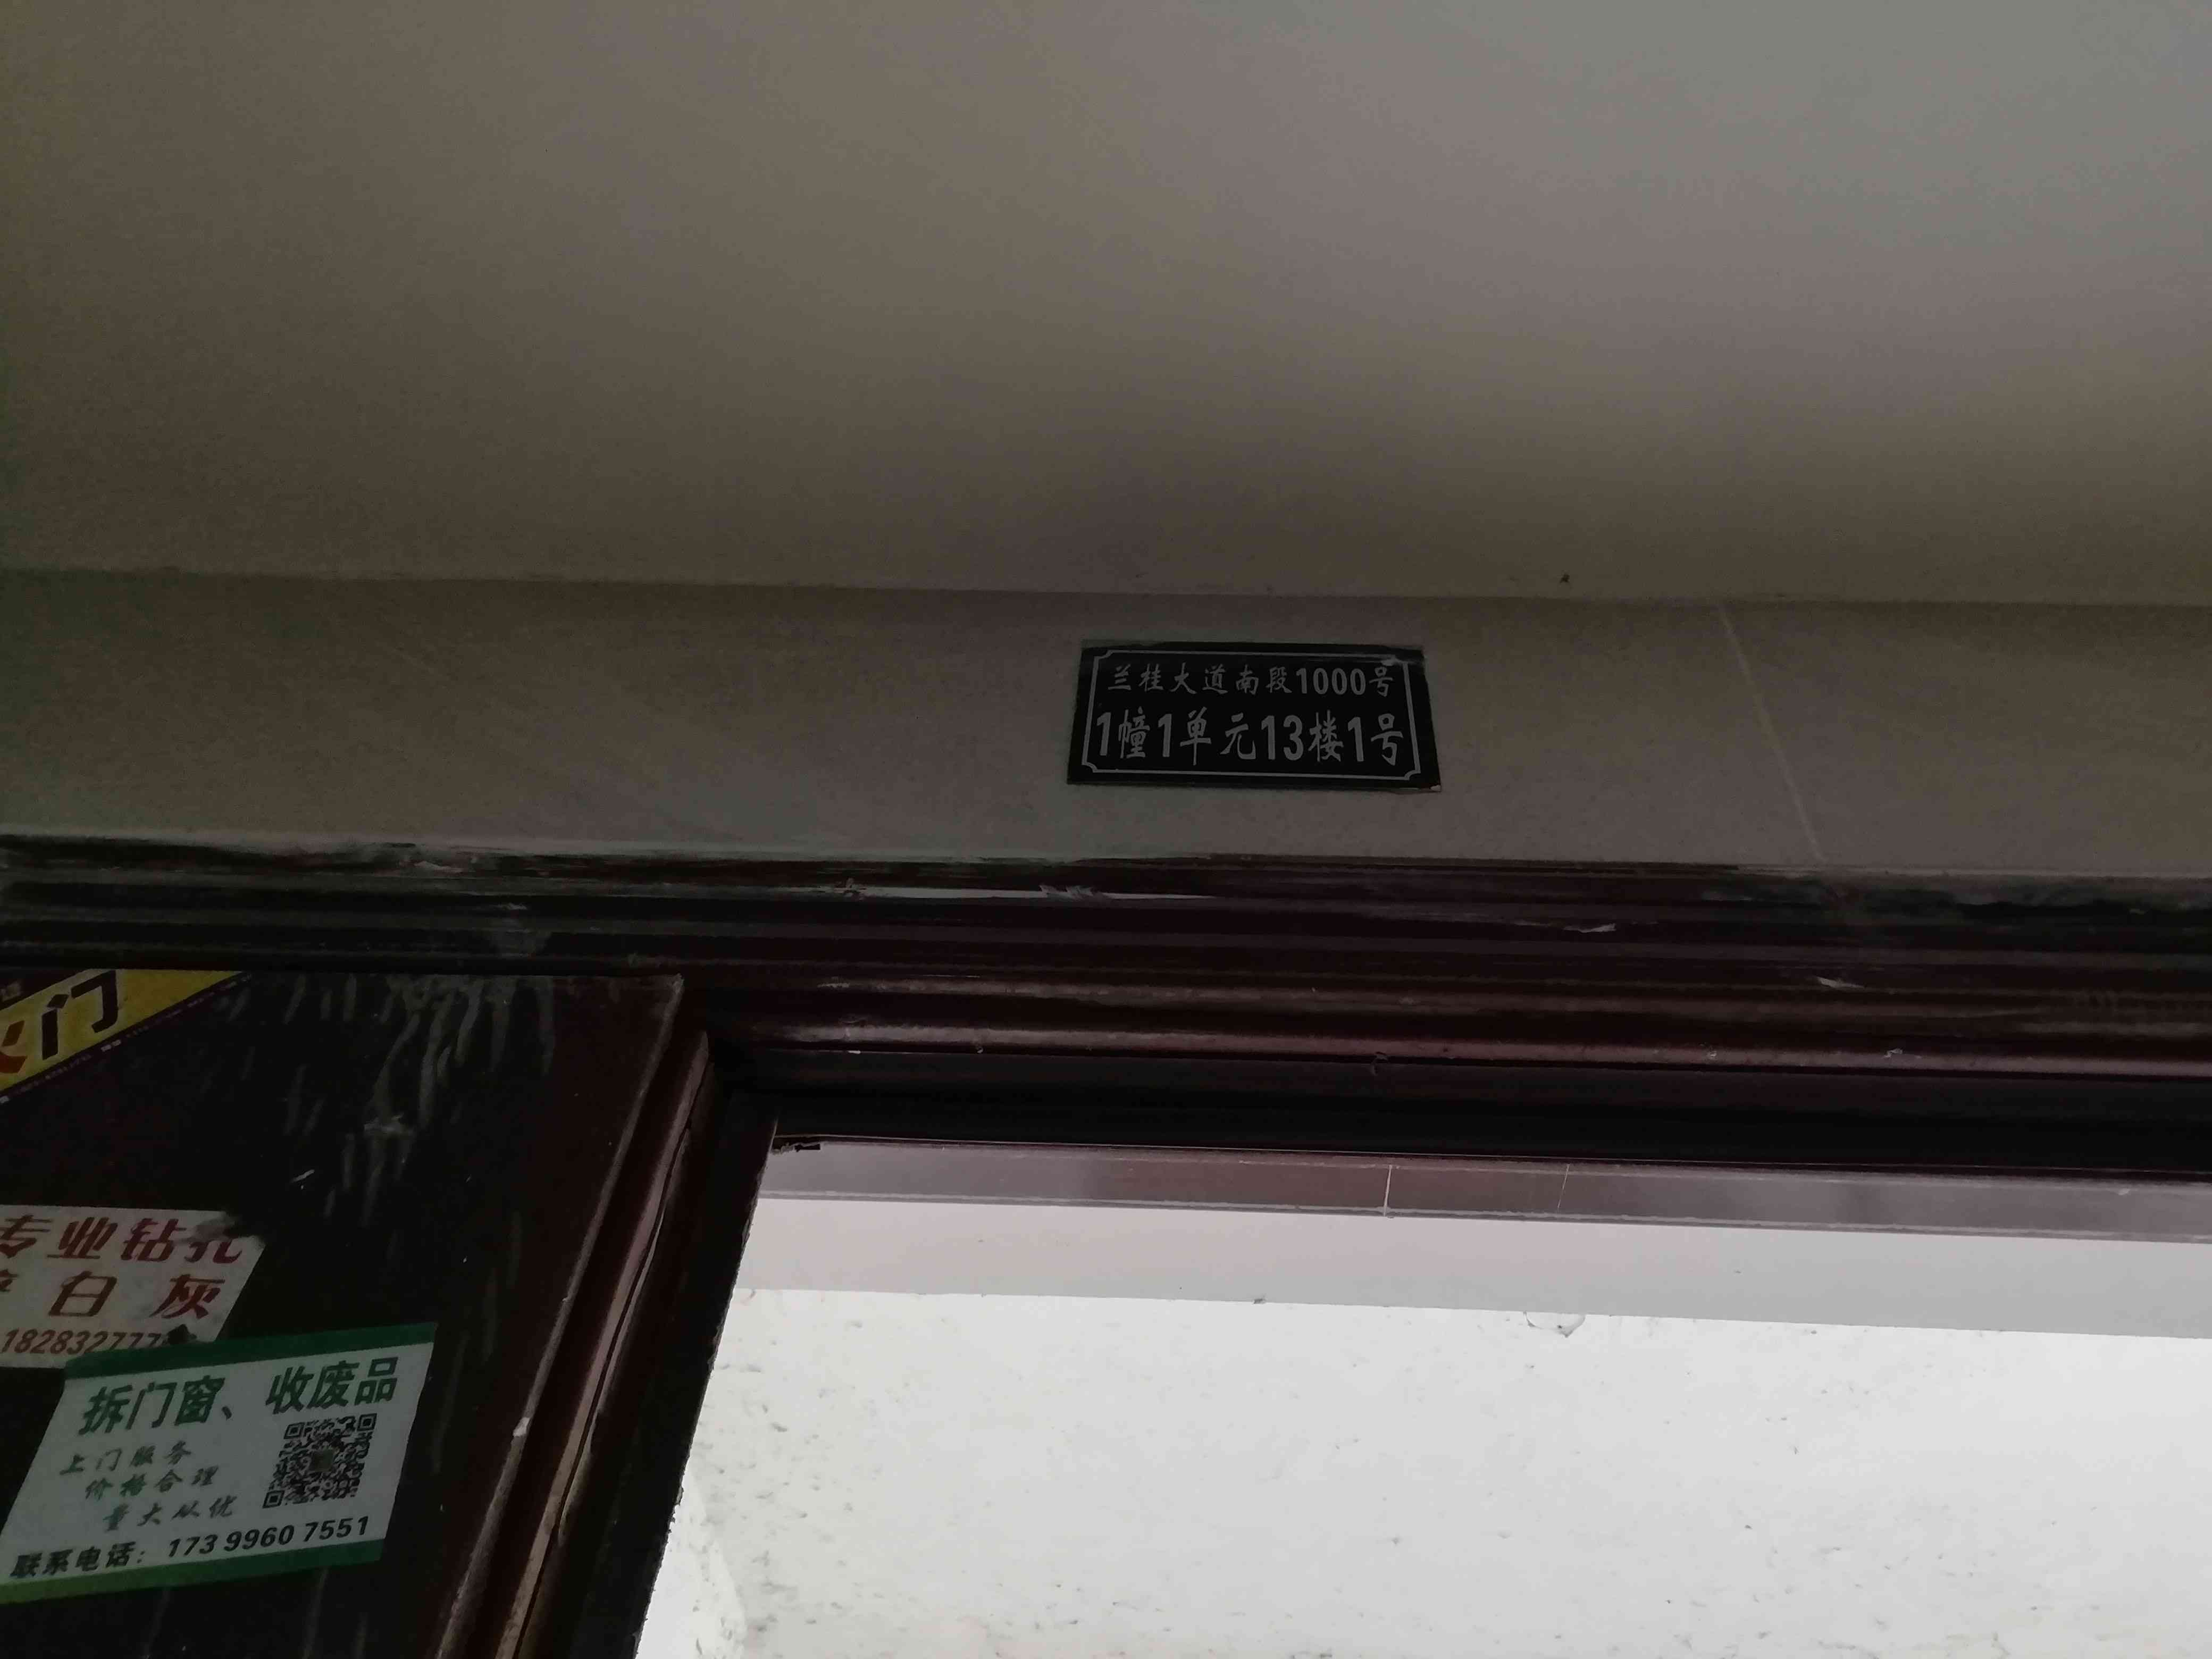 兰桂大道南段1000号
1幢1单元13楼1号
门
专业钻孔
白灰
182832777
拆门窗、收废品
上门服务
价格合理
量大从优
联系电话：173 9960 7551